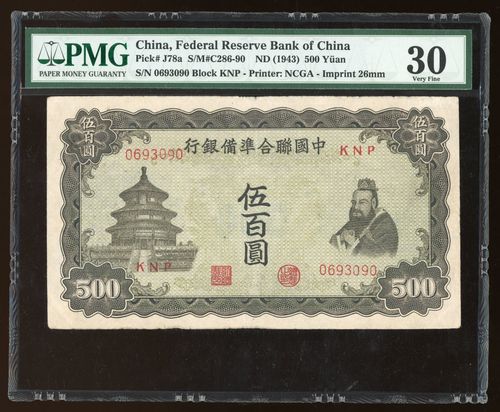 PMG
PAPER MONEY GUARANTY
China, Federal Reserve Bank of China
Pick# J78a S/M#C286-90 ND (1943) 500 Yüan
S/N 0693090 Block KNP - Printer: NCGA - Imprint 26mm
30
Very Fine
伍百圓
伍百圓
行銀備準合聯國中
0693090
KNP
伍百圓
KNP
0693090
500
500